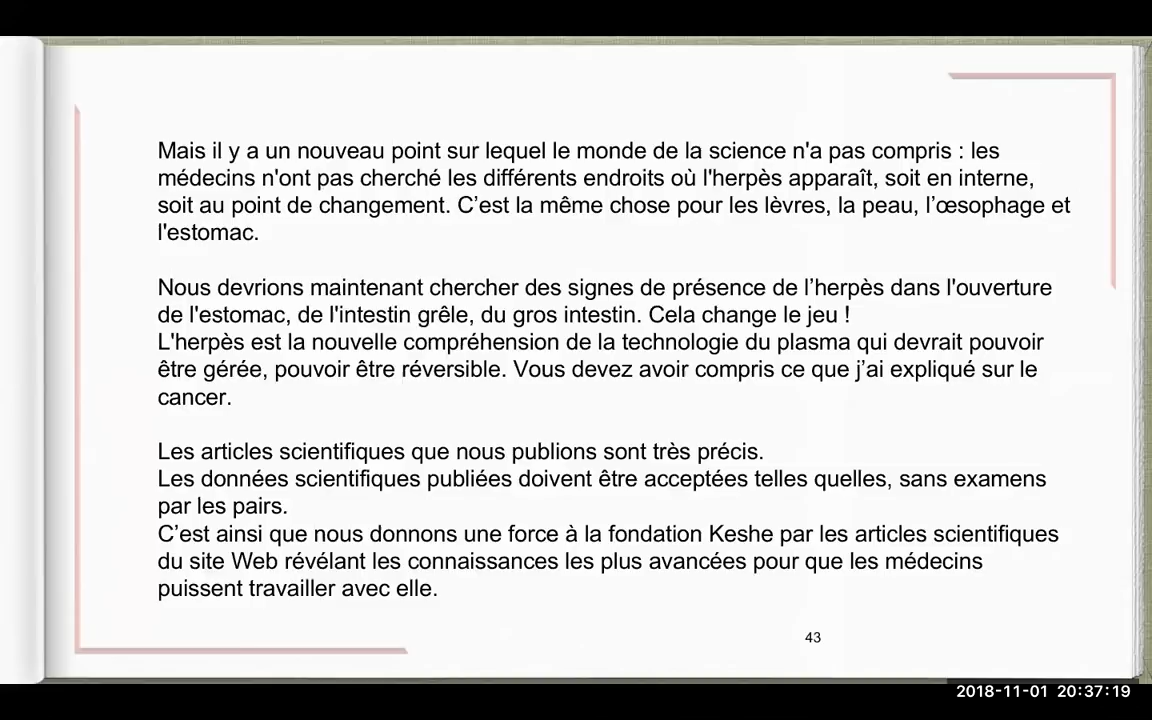 Mais il y a un nouveau point sur lequel le monde de la science n'a pas compris : les
médecins n'ont pas cherché les différents endroits où l'herpès apparaît, soit en interne,
soit au point de changement. C’est la même chose pour les lèvres, la peau, l’œsophage et
l'estomac.
Nous devrions maintenant chercher des signes de présence de l’herpès dans l'ouverture
de l'estomac, de l'intestin grêle, du gros intestin. Cela change le jeu !
L'herpès est la nouvelle compréhension de la technologie du plasma qui devrait pouvoir
être gérée, pouvoir être réversible. Vous devez avoir compris ce que j’ai expliqué sur le
cancer.
Les articles scientifiques que nous publions sont très précis.
Les données scientifiques publiées doivent être acceptées telles quelles, sans examens
par les pairs.
C’est ainsi que nous donnons une force à la fondation Keshe par les articles scientifiques
du site Web révélant les connaissances les plus avancées pour que les médecins
puissent travailler avec elle.
43
2018-11-01 20:37:19